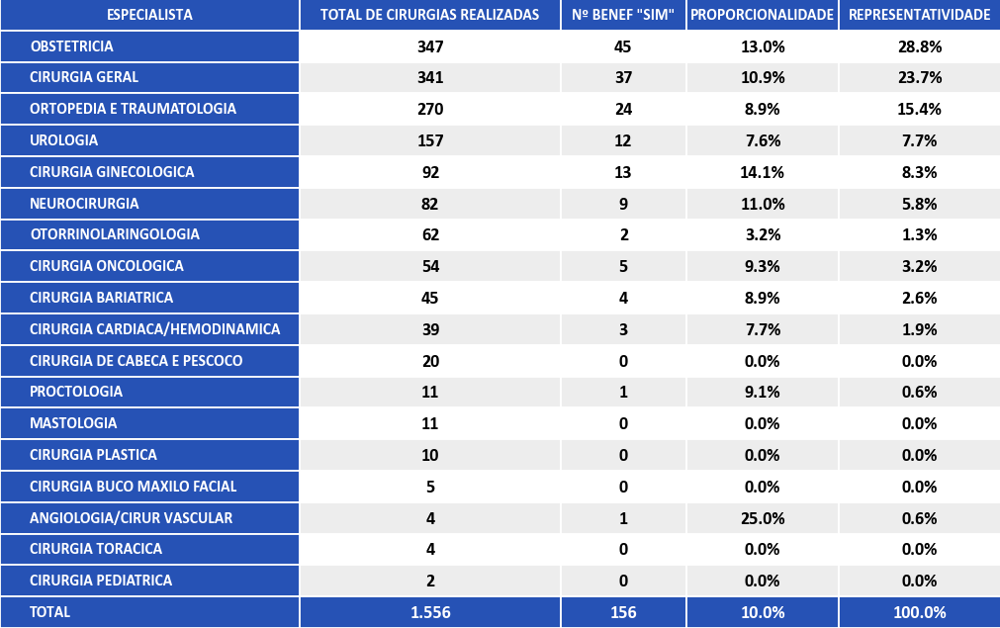 ESPECIALISTA TOTAL DE CIRURGIAS REALIZADAS Nº BENEF "SIM" PROPORCIONALIDADE REPRESENTATIVIDADE
OBSTETRICIA 347 45 13.0% 28.8%
CIRURGIA GERAL 341 37 10.9% 23.7%
ORTOPEDIA E TRAUMATOLOGIA 270 24 8.9% 15.4%
UROLOGIA 157 12 7.6% 7.7%
CIRURGIA GINECOLOGICA 92 13 14.1% 8.3%
NEUROCIRURGIA 82 9 11.0% 5.8%
OTORRINOLARINGOLOGIA 62 2 3.2% 1.3%
CIRURGIA ONCOLOGICA 54 5 9.3% 3.2%
CIRURGIA BARIATRICA 45 4 8.9% 2.6%
CIRURGIA CARDIACA/HEMODINAMICA 39 3 7.7% 1.9%
CIRURGIA DE CABECA E PESCOCO 20 0 0.0% 0.0%
PROCTOLOGIA 11 1 9.1% 0.6%
MASTOLOGIA 11 0 0.0% 0.0%
CIRURGIA PLASTICA 10 0 0.0% 0.0%
CIRURGIA BUCO MAXILO FACIAL 5 0 0.0% 0.0%
ANGIOLOGIA/CIRUR VASCULAR 4 1 25.0% 0.6%
CIRURGIA TORACICA 4 0 0.0% 0.0%
CIRURGIA PEDIATRICA 2 0 0.0% 0.0%
TOTAL 1.556 156 10.0% 100.0%